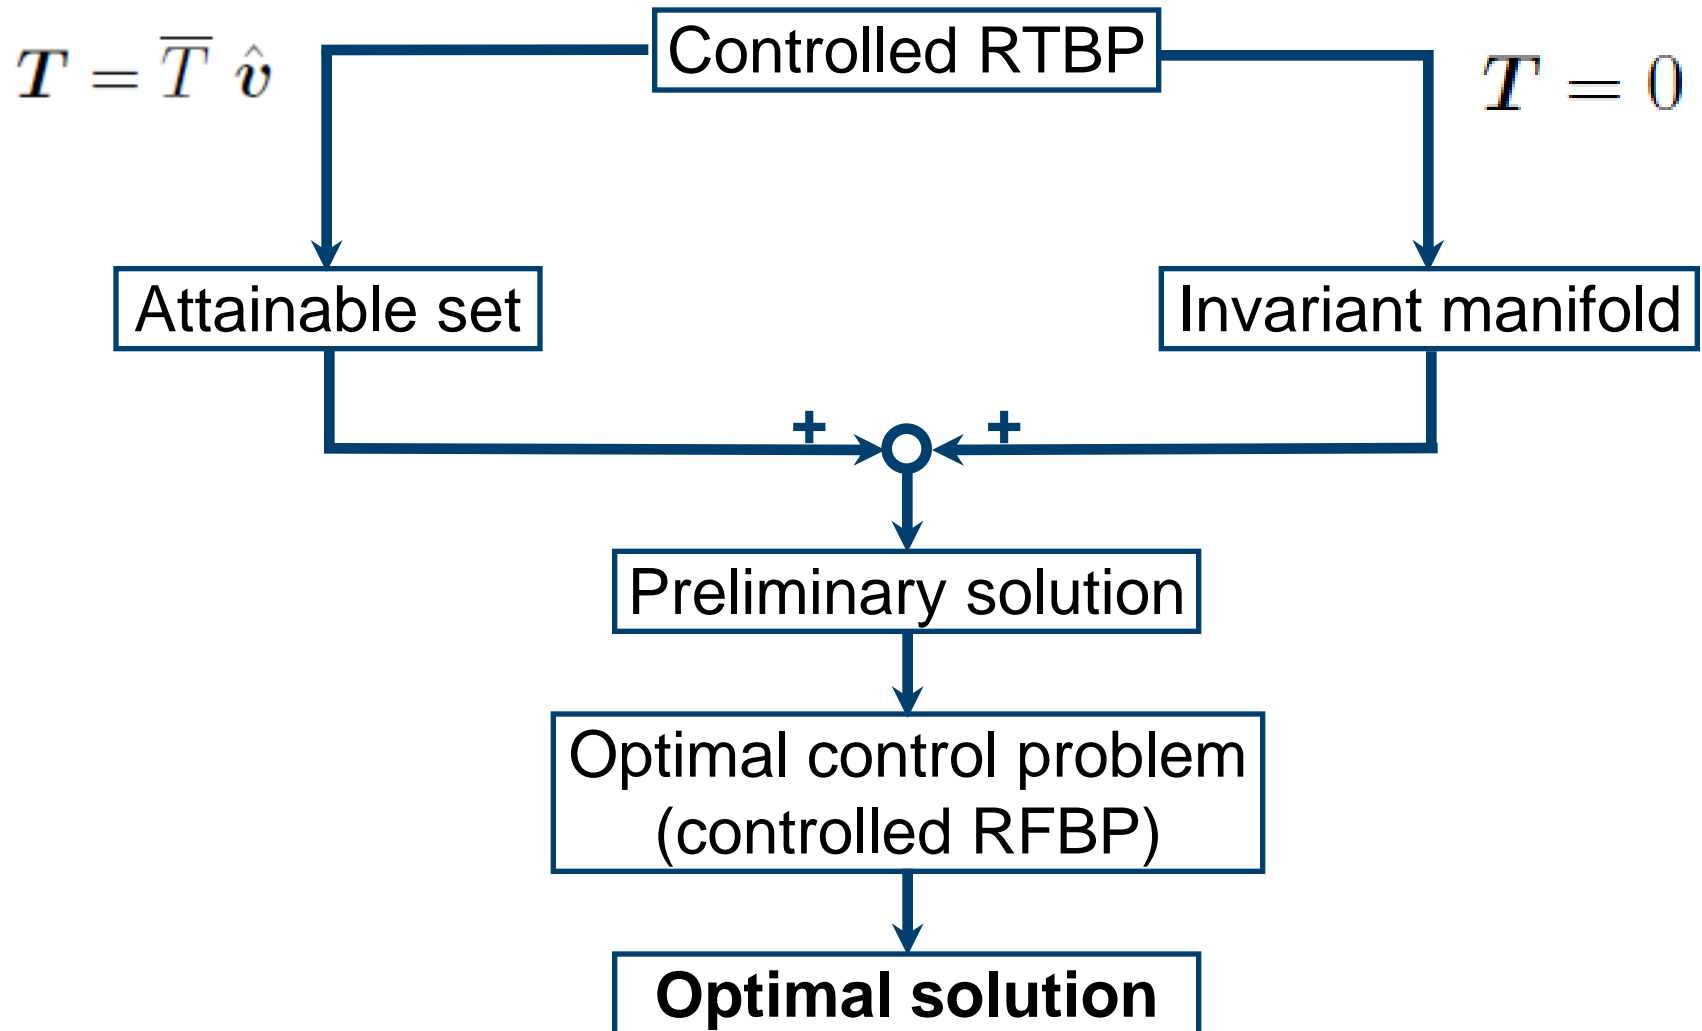 Controlled RTBP
T = T̅ v̂
T = 0
Attainable set
Invariant manifold
+ +
Preliminary solution
Optimal control problem
(controlled RFBP)
Optimal solution